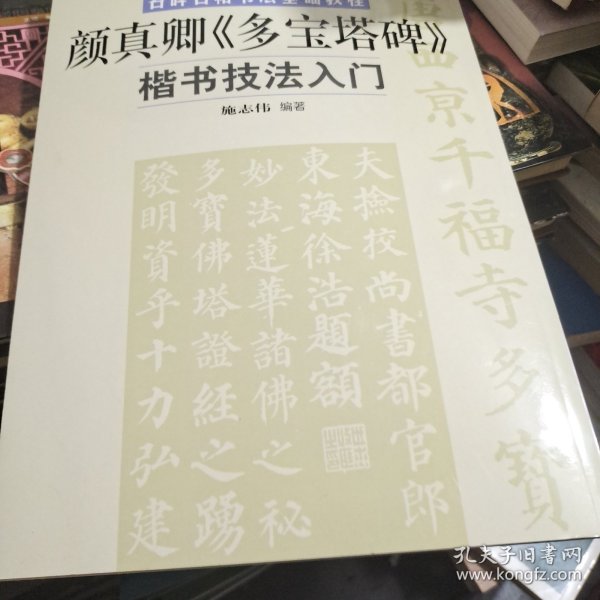 古碑古帖书法基础教程
颜真卿《多宝塔碑》
楷书技法入门
施志伟 编著
夫撿挍尚書都官郎
東海徐浩題額
妙法蓮華諸佛之秘
多寶佛塔證經之踴
發明資乎十力弘建
西京千福寺多寶
孔夫子旧书网
www.kongfz.com